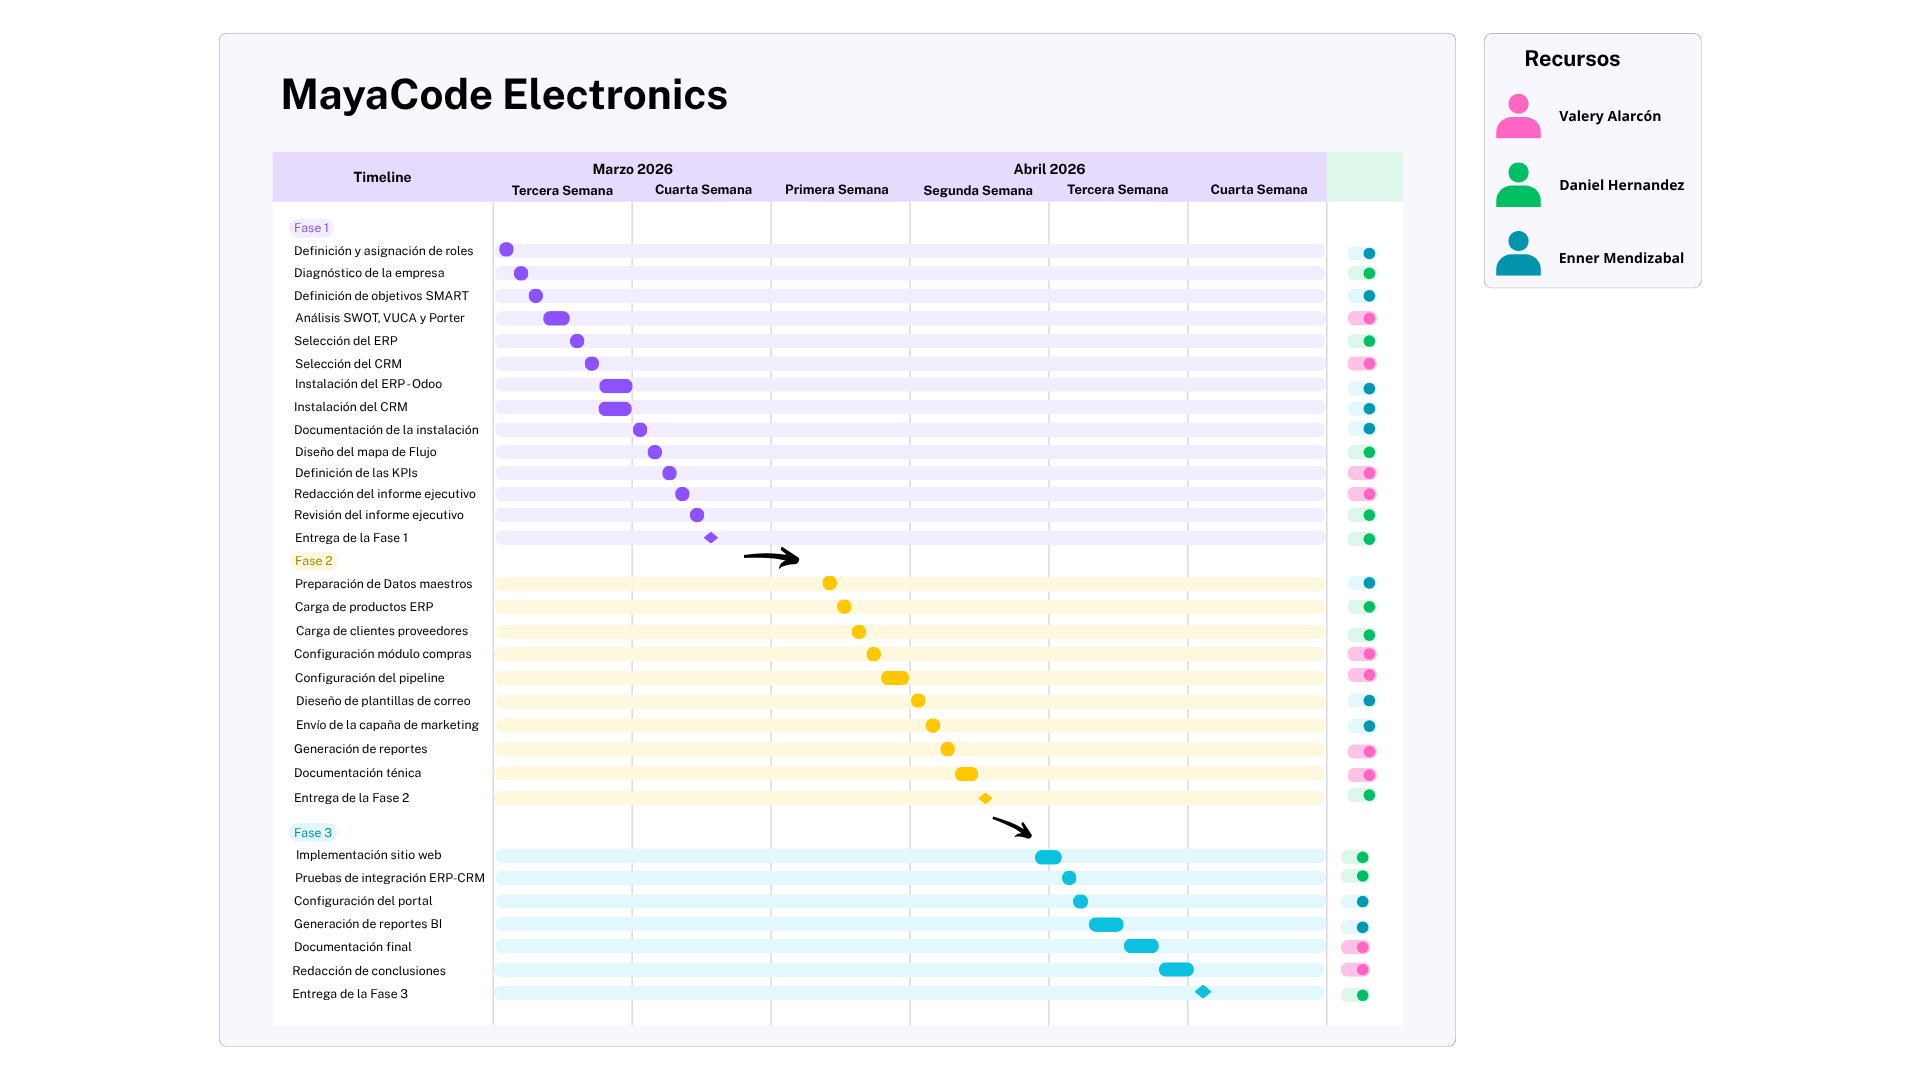 MayaCode Electronics
Timeline
Marzo 2026
Abril 2026
Tercera Semana
Cuarta Semana
Primera Semana
Segunda Semana
Tercera Semana
Cuarta Semana
Fase 1
Definición y asignación de roles
Diagnóstico de la empresa
Definición de objetivos SMART
Análisis SWOT, VUCA y Porter
Selección del ERP
Selección del CRM
Instalación del ERP - Odoo
Instalación del CRM
Documentación de la instalación
Diseño del mapa de Flujo
Definición de las KPIs
Redacción del informe ejecutivo
Revisión del informe ejecutivo
Entrega de la Fase 1
Fase 2
Preparación de Datos maestros
Carga de productos ERP
Carga de clientes proveedores
Configuración módulo compras
Configuración del pipeline
Dieseño de plantillas de correo
Envío de la capaña de marketing
Generación de reportes
Documentación ténica
Entrega de la Fase 2
Fase 3
Implementación sitio web
Pruebas de integración ERP-CRM
Configuración del portal
Generación de reportes BI
Documentación final
Redacción de conclusiones
Entrega de la Fase 3
Recursos
Valery Alarcón
Daniel Hernandez
Enner Mendizabal